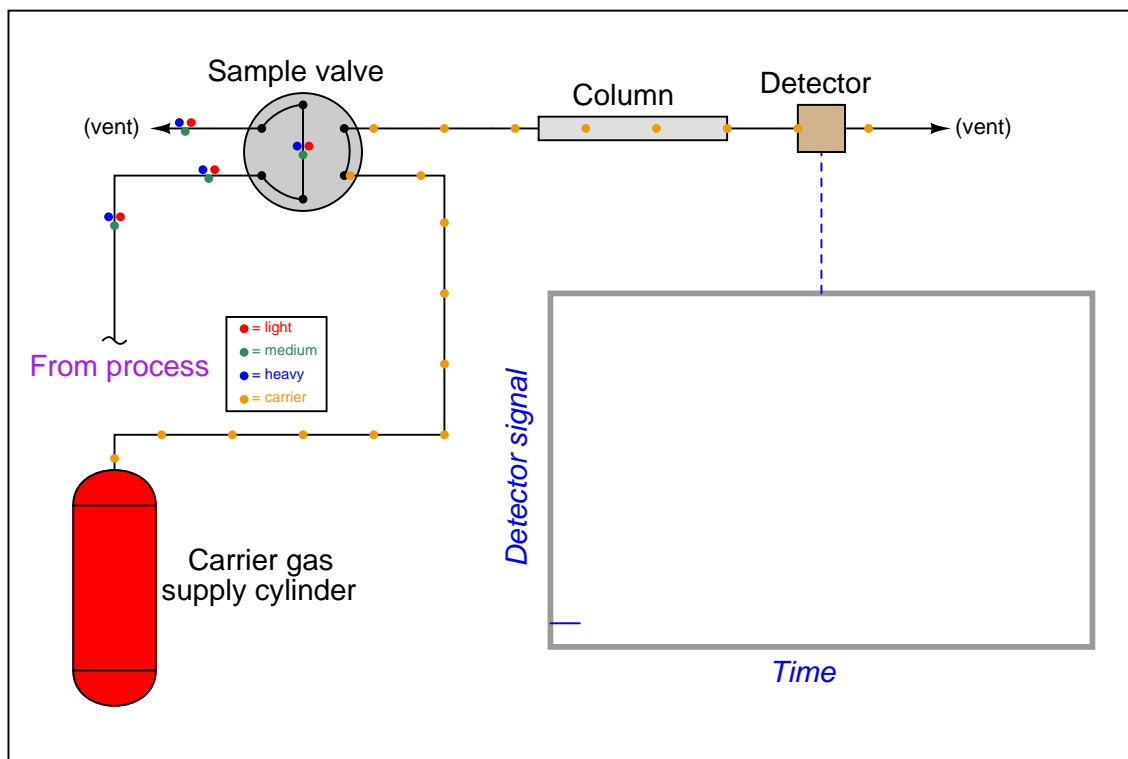 Sample valve
Column
Detector
(vent)
(vent)
= light
= medium
= heavy
= carrier
From process
Detector signal
Carrier gas
supply cylinder
Time